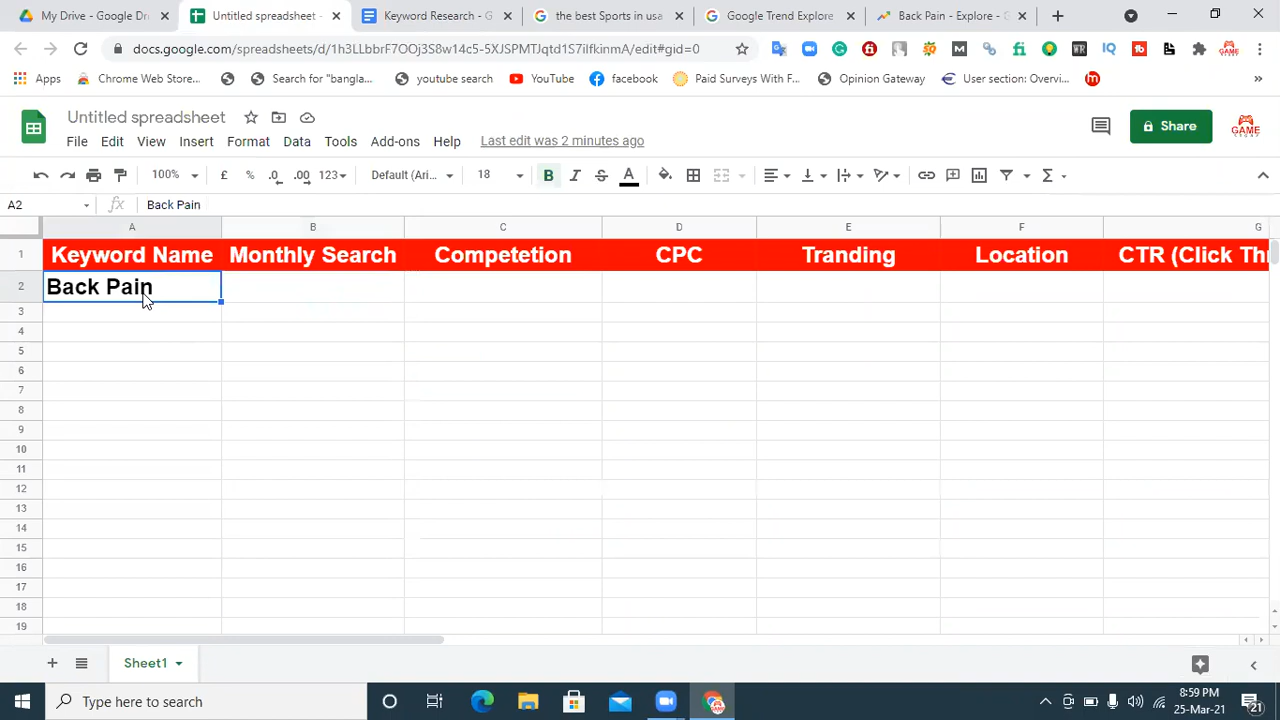 My Drive - Google D
Untitled spreadsheet -
Keyword Research - G
the best Sports in usa
Google Trend Explore
Back Pain - Explore - G
docs.google.com/spreadsheets/d/1h3LLbbrF7OOj3S8w14c5-5XJSPMTJqtd1S7ilfkinmA/edit#gid=0
Apps
Chrome Web Store...
Search for "bangla...
youtube search
YouTube
facebook
Paid Surveys With F...
Opinion Gateway
User section: Overvi...
Untitled spreadsheet
File Edit View Insert Format Data Tools Add-ons Help Last edit was 2 minutes ago
Share
100% £ % .0 .00 123 Default (Ari... 18 B I S A
A2 fx Back Pain
A B C D E F G
1 Keyword Name Monthly Search Competetion CPC Tranding Location CTR (Click Thr
2 Back Pain
3
4
5
6
7
8
9
10
11
12
13
14
15
16
17
18
19
Sheet1
Type here to search
8:59 PM
25-Mar-21
21